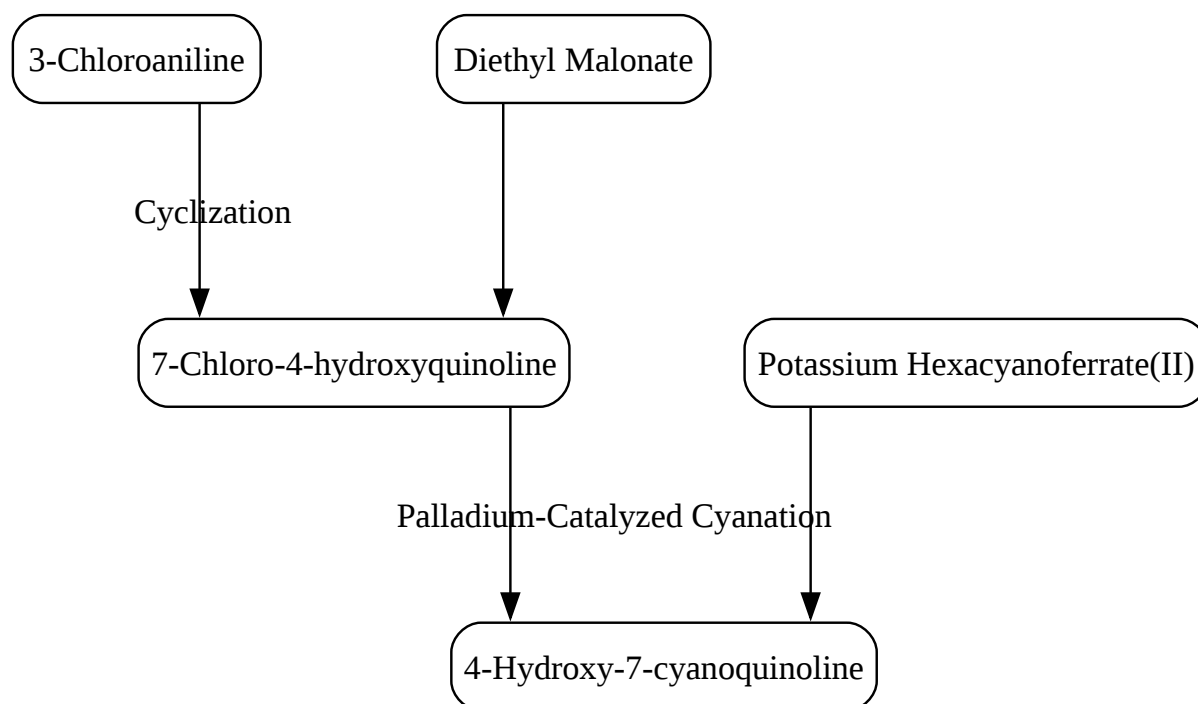 3-Chloroaniline
Diethyl Malonate
Cyclization
7-Chloro-4-hydroxyquinoline
Potassium Hexacyanoferrate(II)
Palladium-Catalyzed Cyanation
4-Hydroxy-7-cyanoquinoline